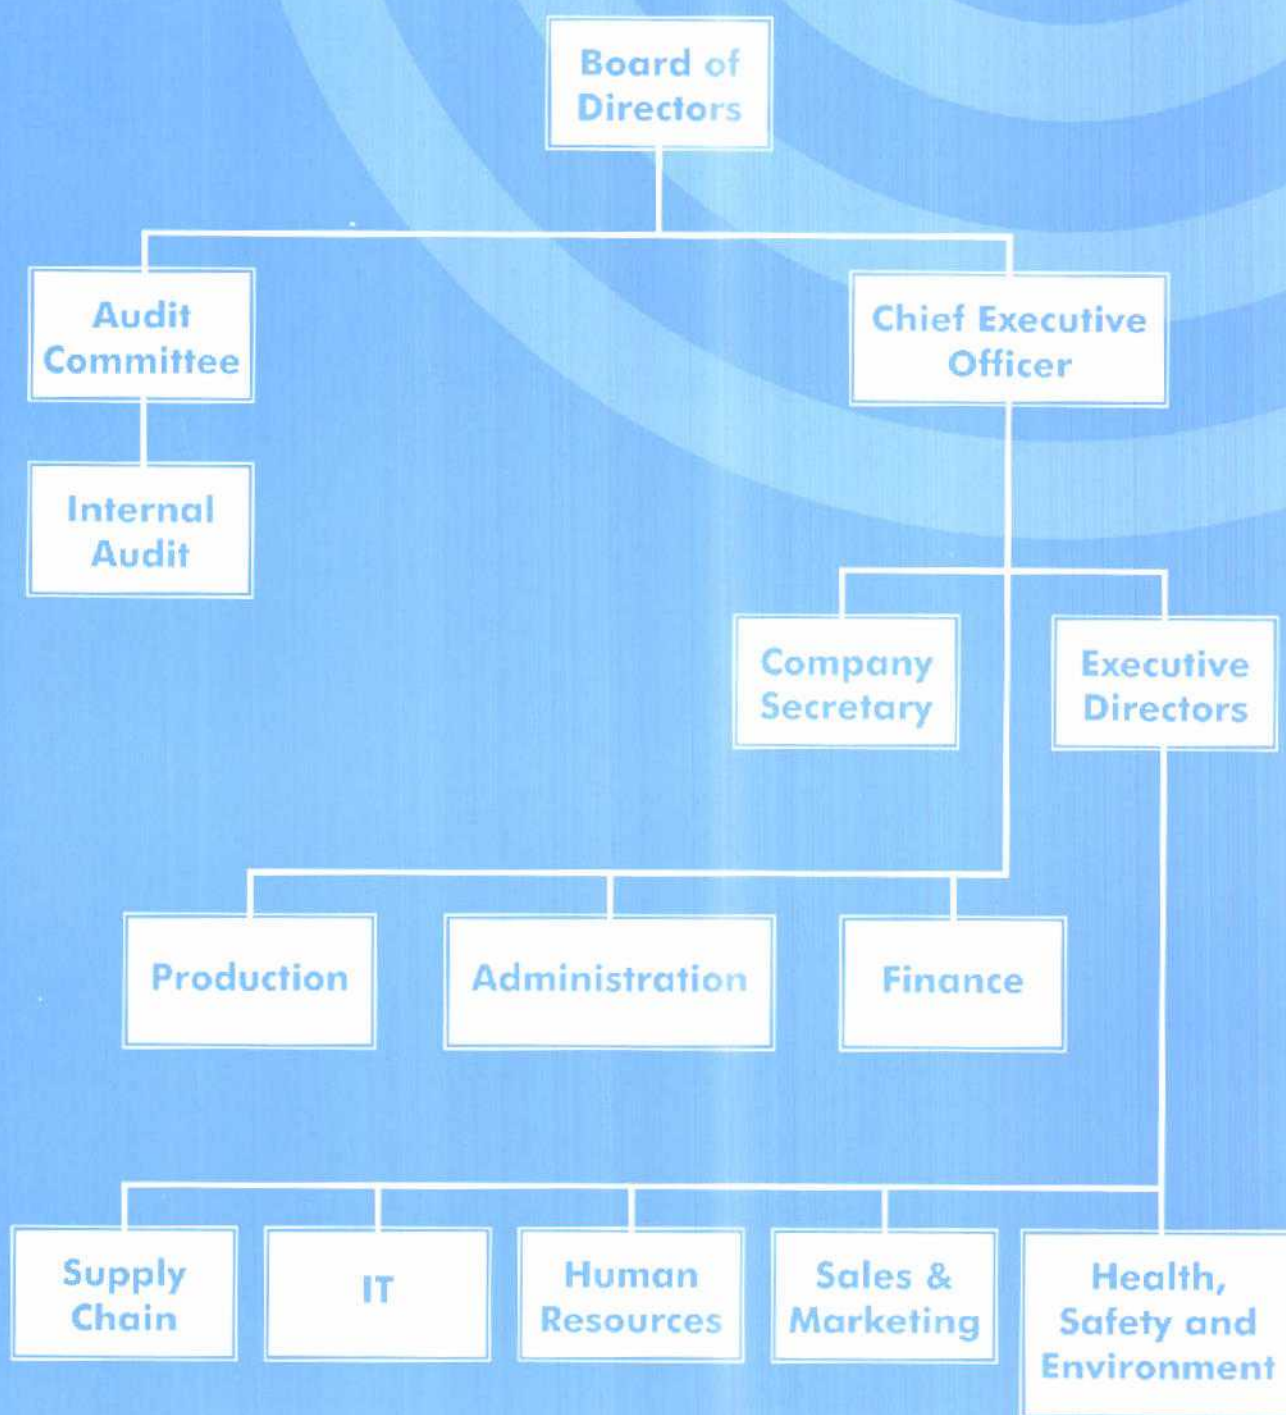 Board of
Directors
Audit
Committee
Chief Executive
Officer
Internal
Audit
Company
Secretary
Executive
Directors
Production
Administration
Finance
Supply
Chain
IT
Human
Resources
Sales &
Marketing
Health,
Safety and
Environment